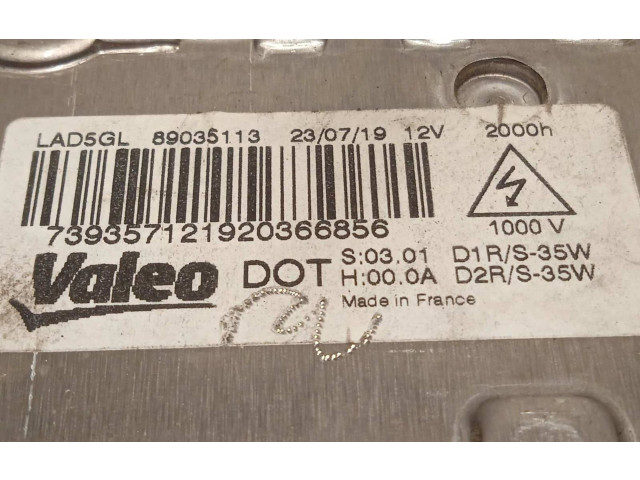 LAD5GL 89035113 23/07/19 12V 2000h
739357121920366856
1000 V
Valeo DOT S:03.01 D1R/S-35W
H:00.0A D2R/S-35W
Made in France